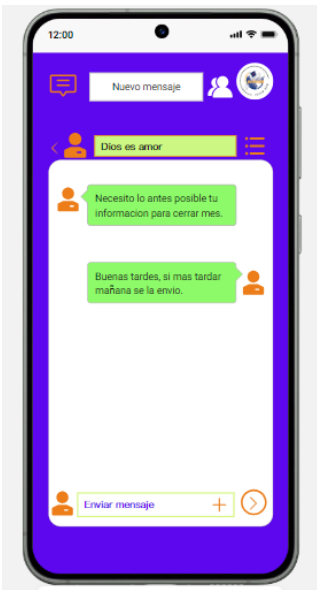 12:00
Nuevo mensaje
Dios es amor
Necesito lo antes posible tu
informacion para cerrar mes.
Buenas tardes, si mas tardar
mañana se la envio.
Enviar mensaje